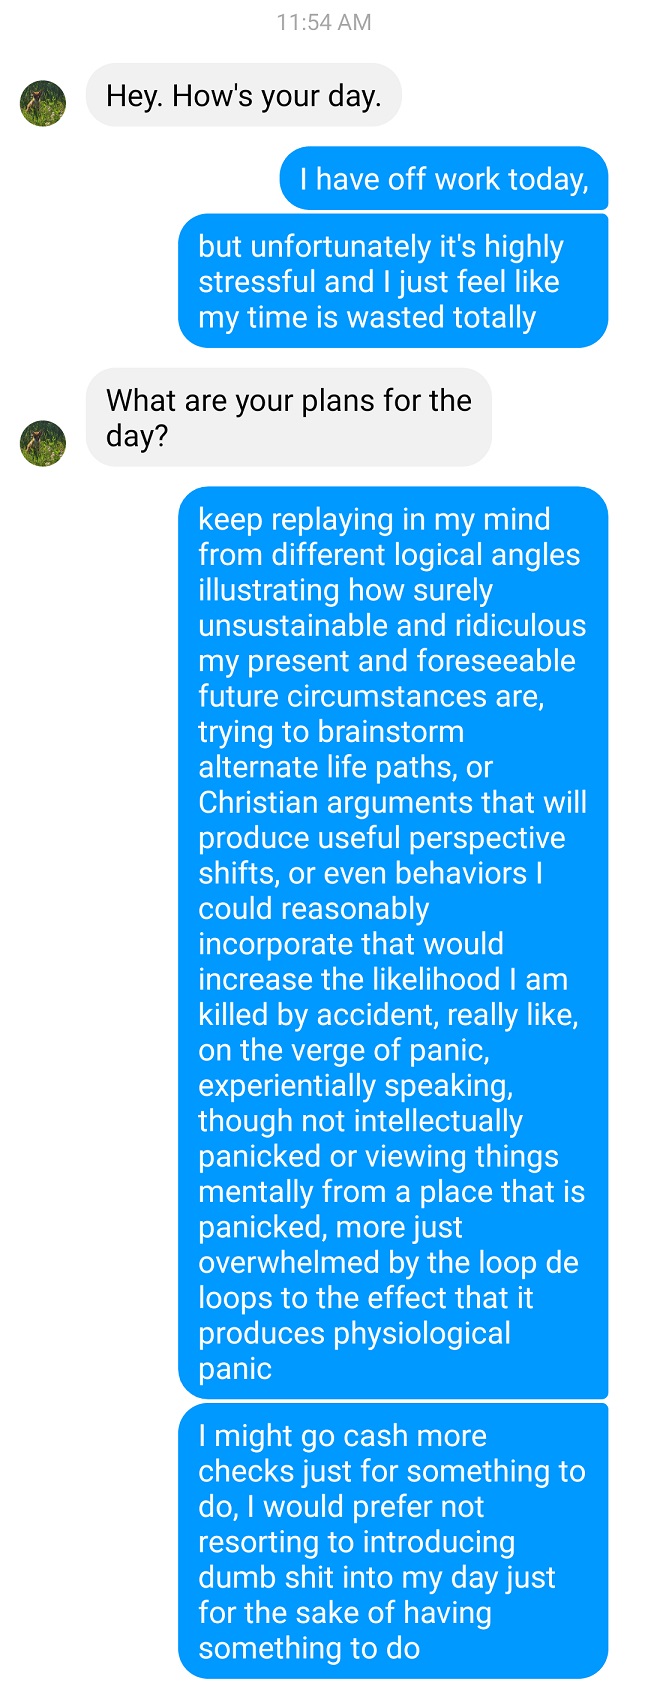 11:54 AM
Hey. How's your day.
I have off work today,
but unfortunately it's highly
stressful and I just feel like
my time is wasted totally
What are your plans for the
day?
keep replaying in my mind
from different logical angles
illustrating how surely
unsustainable and ridiculous
my present and foreseeable
future circumstances are,
trying to brainstorm
alternate life paths, or
Christian arguments that will
produce useful perspective
shifts, or even behaviors I
could reasonably
incorporate that would
increase the likelihood I am
killed by accident, really like,
on the verge of panic,
experientially speaking,
though not intellectually
panicked or viewing things
mentally from a place that is
panicked, more just
overwhelmed by the loop de
loops to the effect that it
produces physiological
panic
I might go cash more
checks just for something to
do, I would prefer not
resorting to introducing
dumb shit into my day just
for the sake of having
something to do